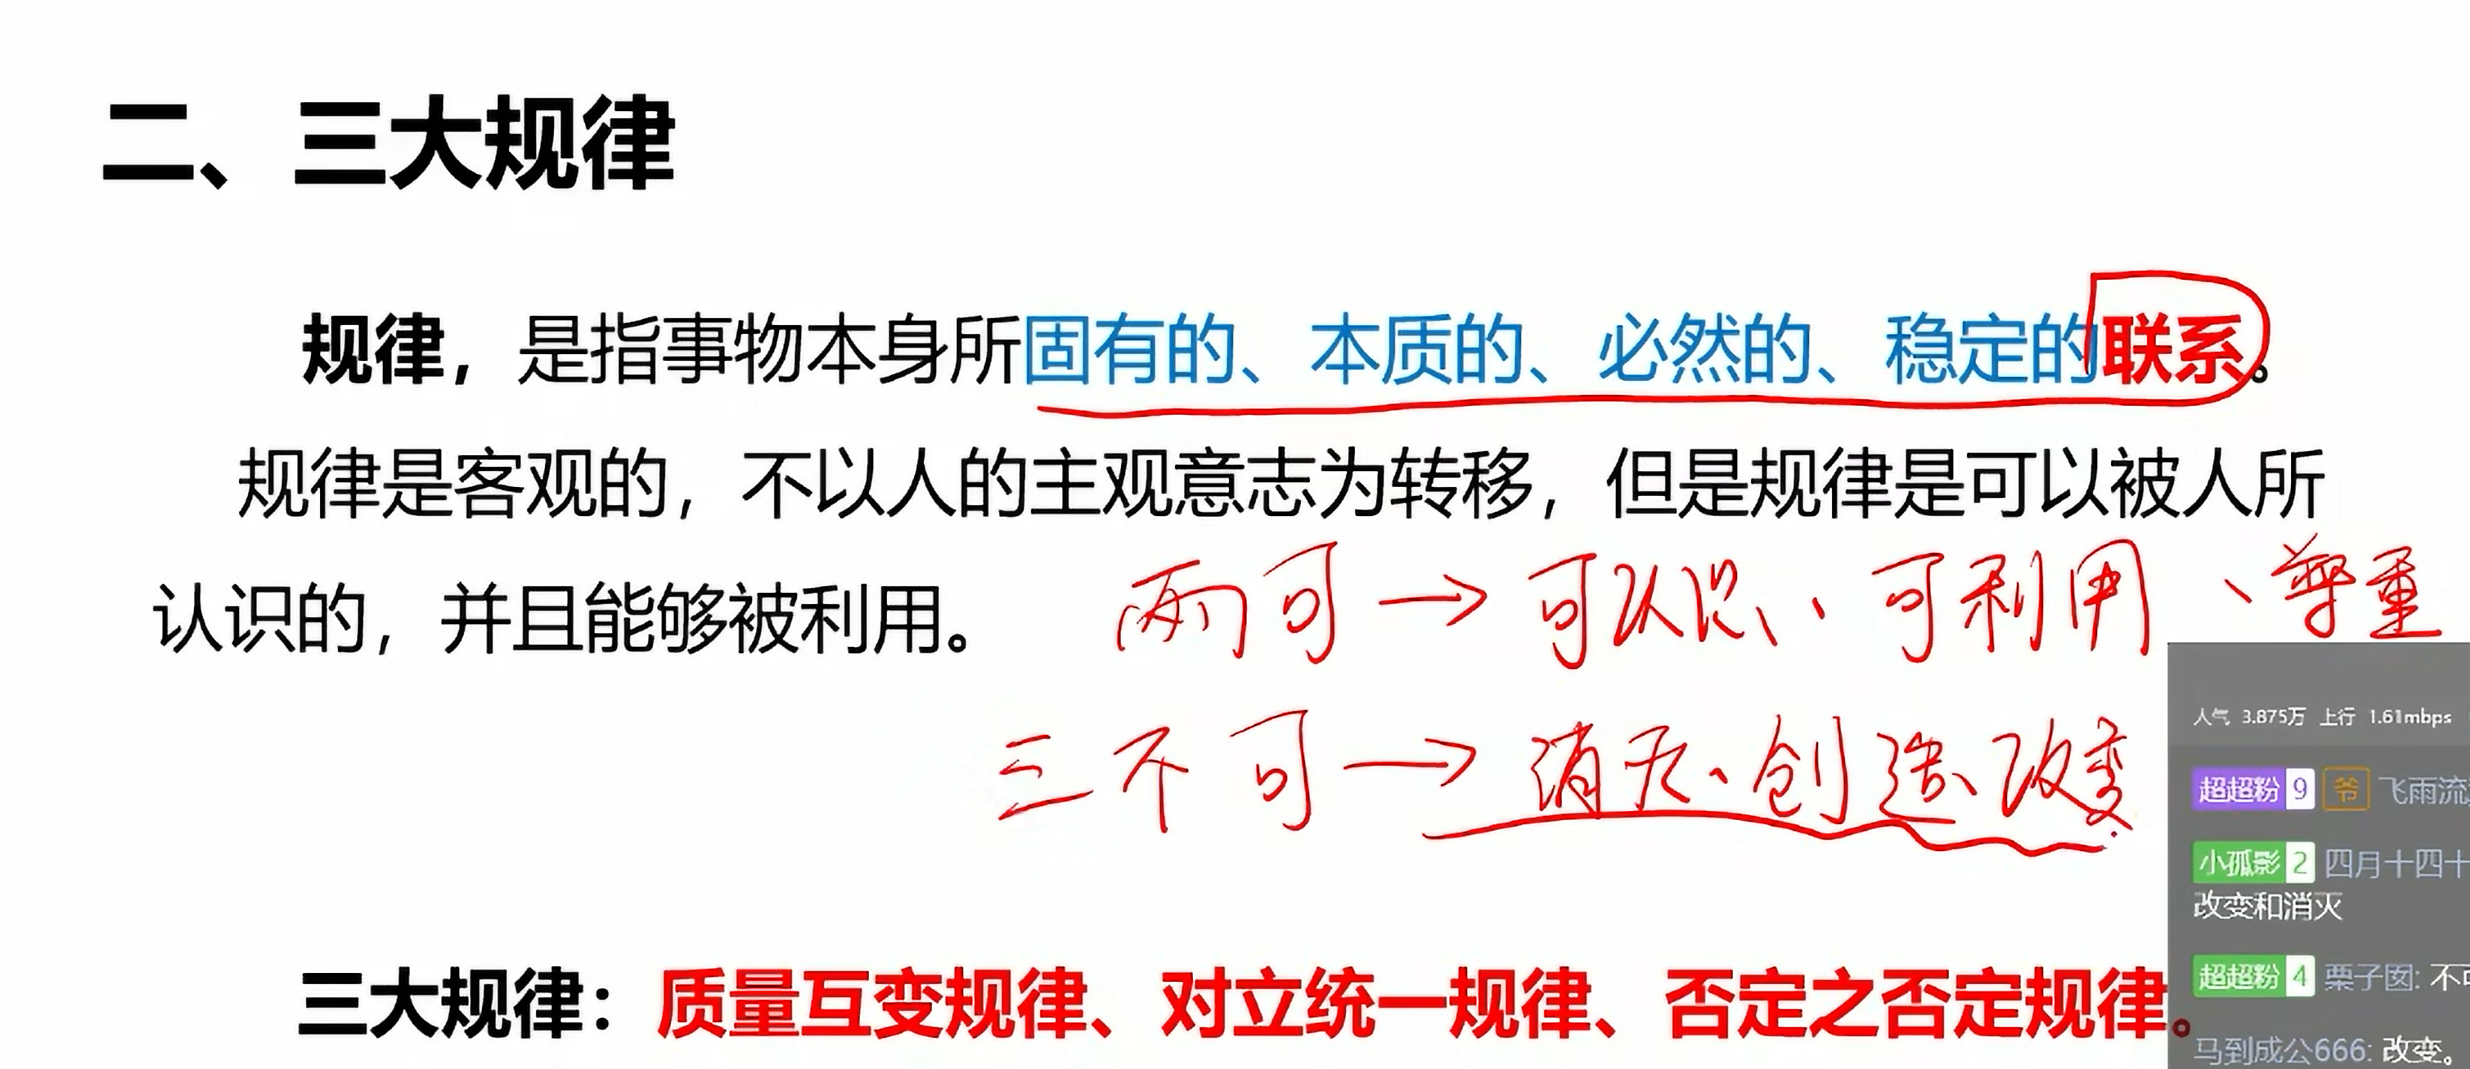 二、三大规律
规律，是指事物本身所固有的、本质的、必然的、稳定的联系。
规律是客观的，不以人的主观意志为转移，但是规律是可以被人所
认识的，并且能够被利用。
两可→可认识、可利用、尊重
三不可→消灭、创造、改变
人气 3.875万 上行 1.61mbps
超超粉 9 爷 飞雨流
小孤影 2 四月十四十
改变和消灭
超超粉 4 栗子囡: 不可
马到成公666: 改变。
三大规律：质量互变规律、对立统一规律、否定之否定规律。